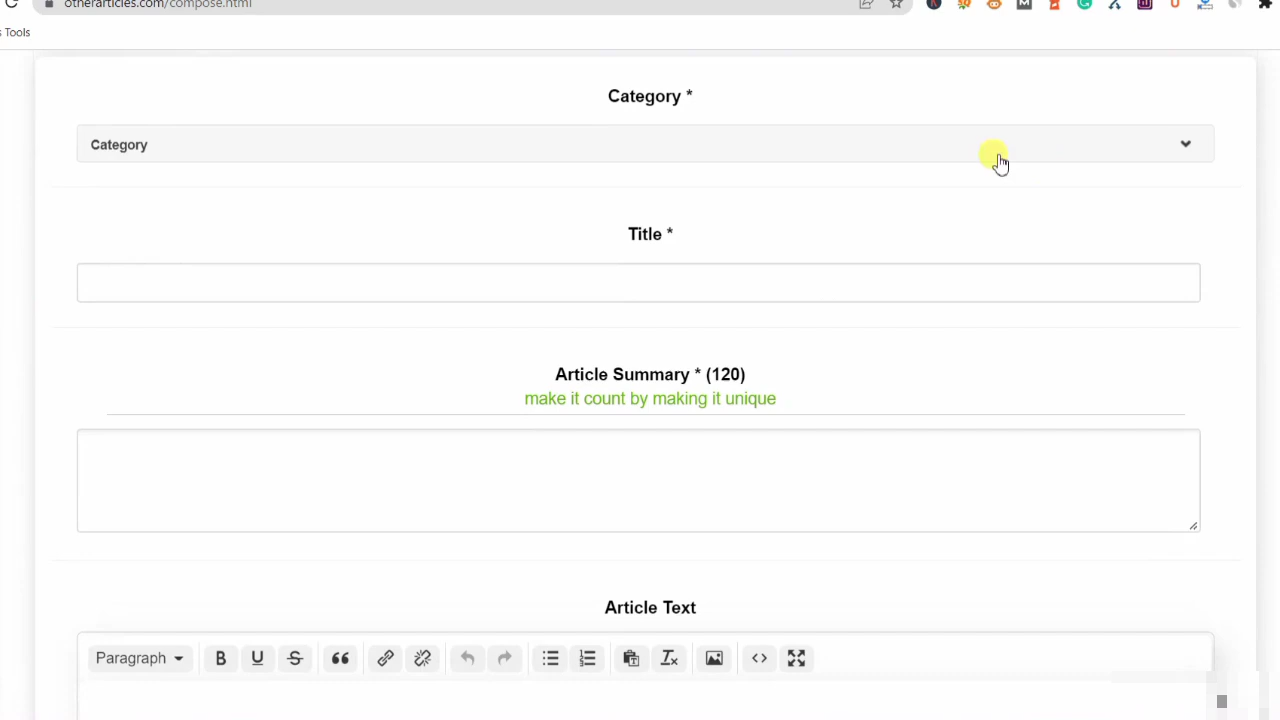 otherarticles.com/compose.html
s Tools
Category *
Category
Title *
Article Summary * (120)
make it count by making it unique
Article Text
Paragraph
B U S